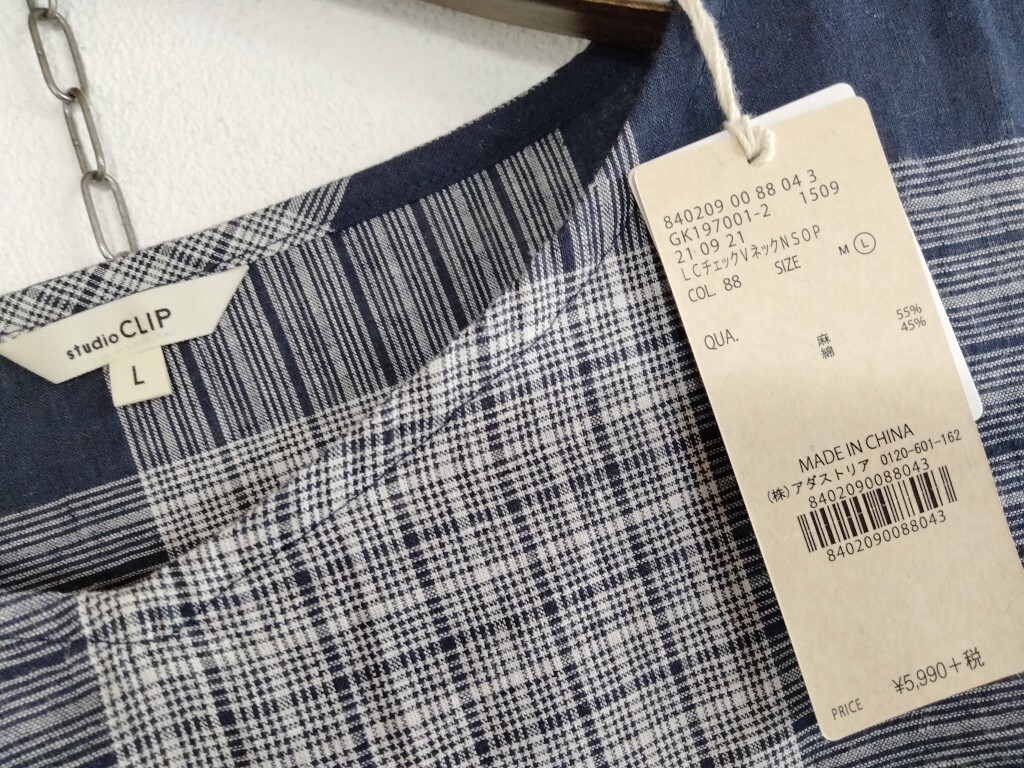 studioCLIP
L
840209 00 88 04 3
GK197001-2 1509
21·09 21
LCチェックVネックNSOP
COL. 88 SIZE M L
QUA. 麻 55%
綿 45%
MADE IN CHINA
(株)アダストリア 0120-601-162
8402090088043
8402090088043
PRICE ¥5,990+税